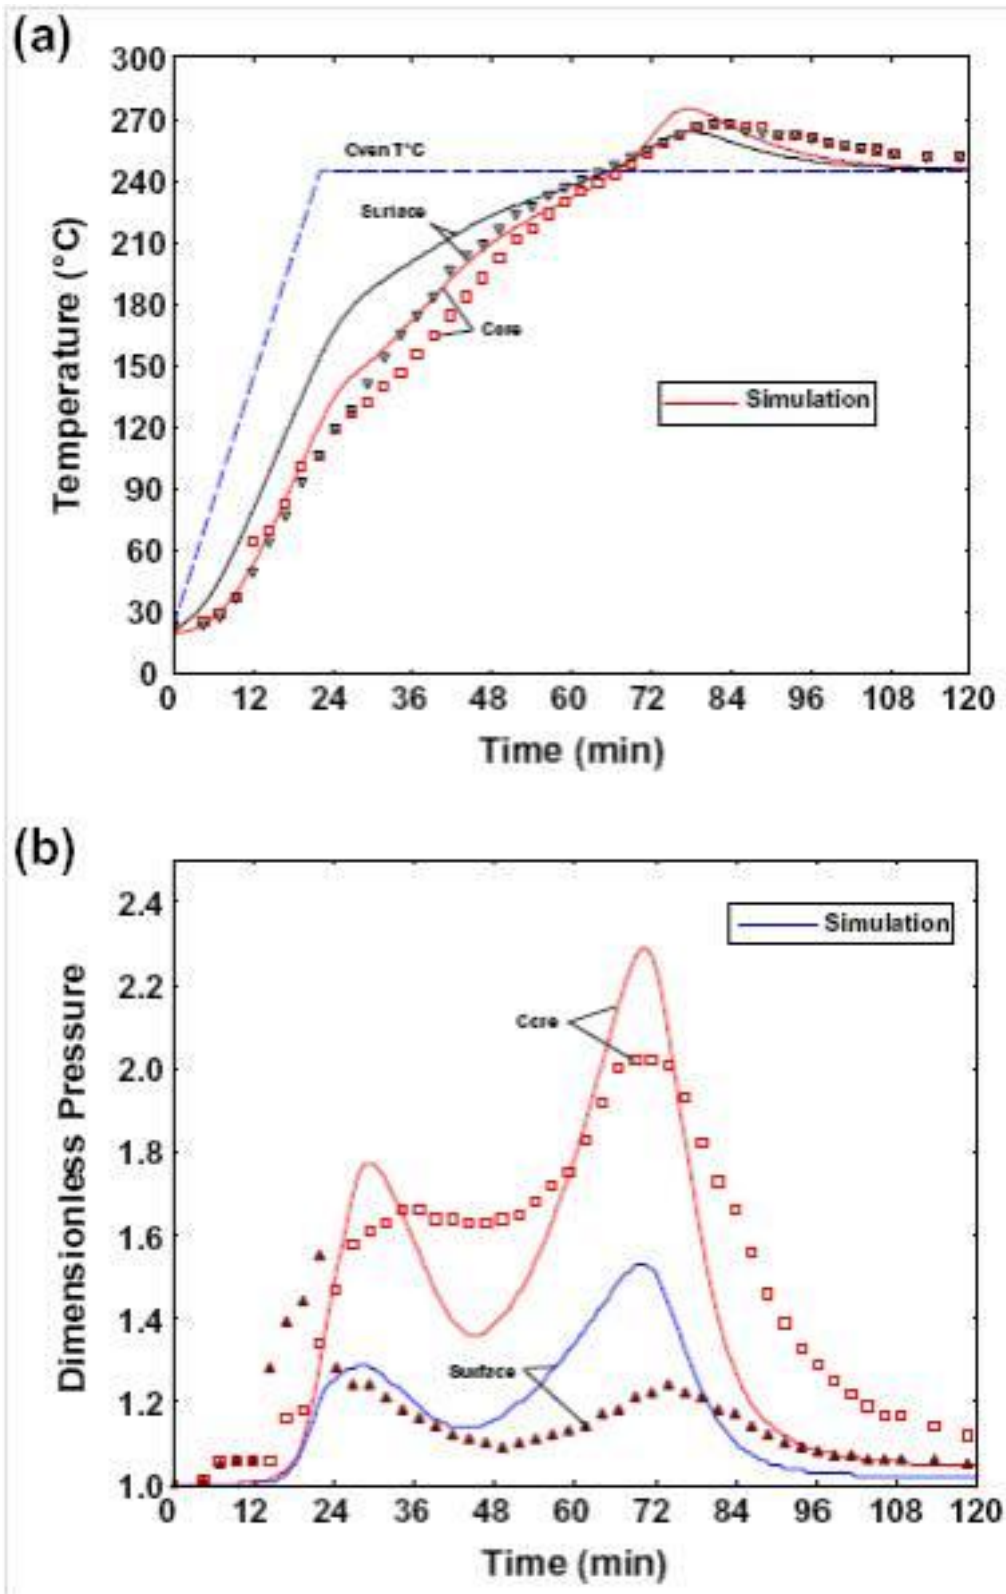 (a)
300
270
240
210
180
150
120
90
60
30
0
Temperature (°C)
Oven T°C
Surface
Core
Simulation
0 12 24 36 48 60 72 84 96 108 120
Time (min)
(b)
2.4
2.2
2.0
1.8
1.6
1.4
1.2
1.0
Dimensionless Pressure
Simulation
Core
Surface
0 12 24 36 48 60 72 84 96 108 120
Time (min)